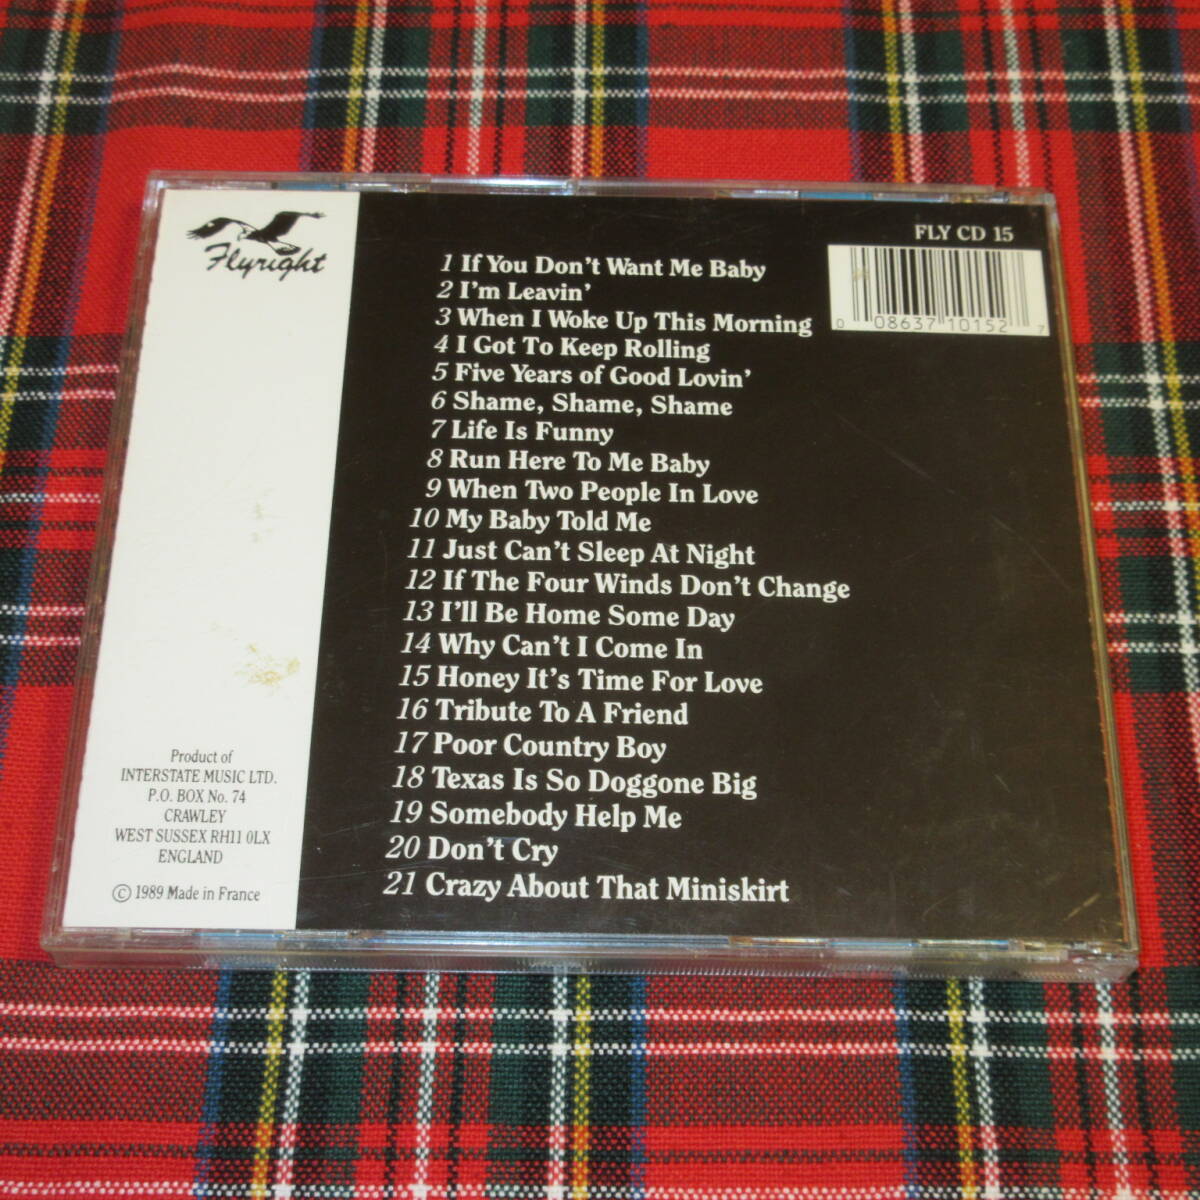 Flyright
FLY CD 15
0 08637 10152 7
1 If You Don't Want Me Baby
2 I'm Leavin'
3 When I Woke Up This Morning
4 I Got To Keep Rolling
5 Five Years of Good Lovin'
6 Shame, Shame, Shame
7 Life Is Funny
8 Run Here To Me Baby
9 When Two People In Love
10 My Baby Told Me
11 Just Can't Sleep At Night
12 If The Four Winds Don't Change
13 I'll Be Home Some Day
14 Why Can't I Come In
15 Honey It's Time For Love
16 Tribute To A Friend
17 Poor Country Boy
18 Texas Is So Doggone Big
19 Somebody Help Me
20 Don't Cry
21 Crazy About That Miniskirt
Product of
INTERSTATE MUSIC LTD.
P.O. BOX No. 74
CRAWLEY
WEST SUSSEX RH11 0LX
ENGLAND
© 1989 Made in France